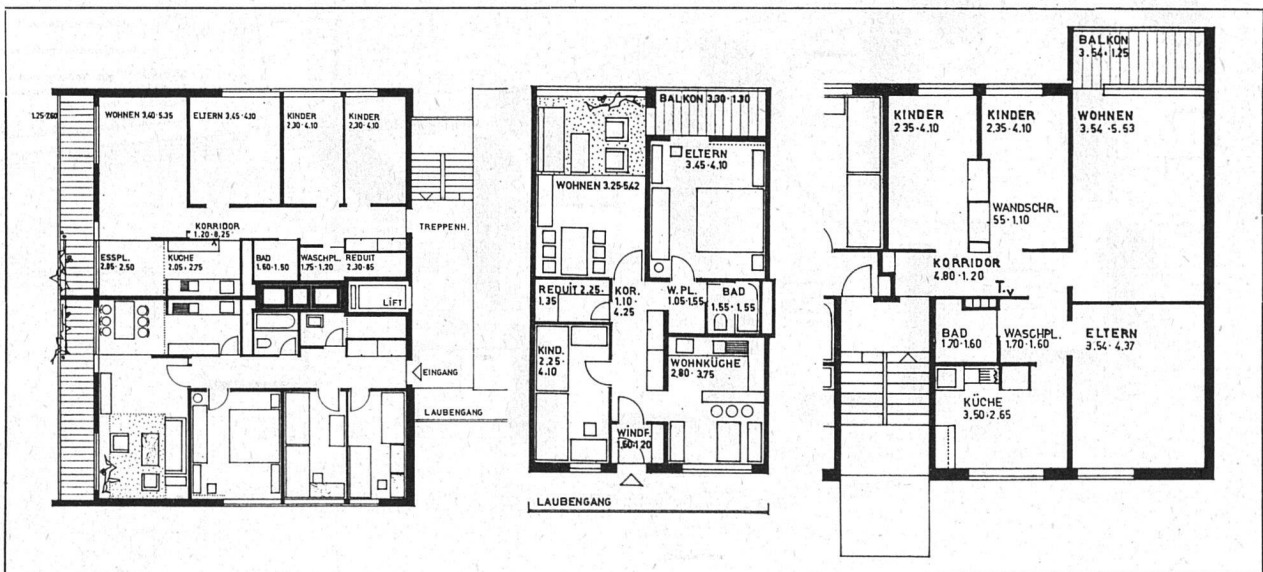 1.25·7.60
WOHNEN 3.40·5.35
ELTERN 3.45·4.10
KINDER
2.30·4.10
KINDER
2.30·4.10
TREPPENH.
KORRIDOR
1.20·8.25
ESSPL.
2.05·2.50
KÜCHE
2.05·2.75
BAD
1.60·1.50
WASCHPL.
1.75·1.20
REDUIT
2.30·85
LIFT
EINGANG
LAUBENGANG
BALKON 3.30·1.30
ELTERN
3.45·4.10
WOHNEN 3.25·5.42
REDUIT 2.25·
1.35
KOR.
1.10·
4.25
W.PL.
1.05·1.55
BAD
1.55·1.55
KIND.
2.25·
4.10
WOHNKÜCHE
2.80·3.75
WINDF.
1.60·1.20
LAUBENGANG
BALKON
3.54·1.25
KINDER
2.35·4.10
KINDER
2.35·4.10
WOHNEN
3.54·5.53
WANDSCHR.
55·1.10
KORRIDOR
4.80·1.20
T.V
BAD
1.70·1.60
WASCHPL.
1.70·1.60
ELTERN
3.54·4.37
KÜCHE
3.50·2.65